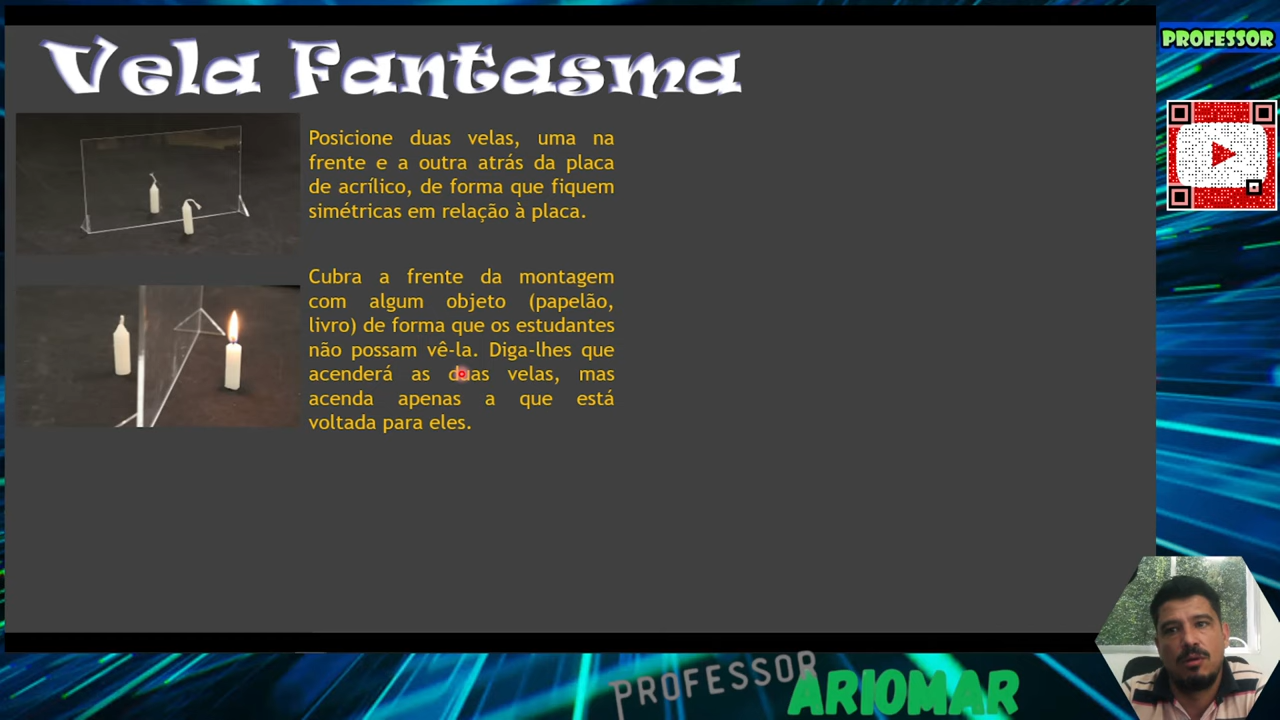 Vela Fantasma
PROFESSOR
Posicione duas velas, uma na
frente e a outra atrás da placa
de acrílico, de forma que fiquem
simétricas em relação à placa.
Cubra a frente da montagem
com algum objeto (papelão,
livro) de forma que os estudantes
não possam vê-la. Diga-lhes que
acenderá as duas velas, mas
acenda apenas a que está
voltada para eles.
PROFESSOR
ARIOMAR